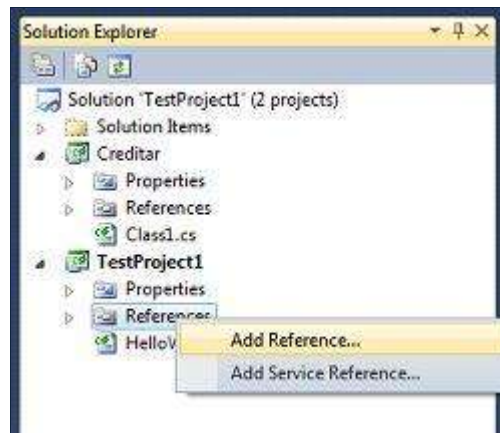 Solution Explorer
Solution 'TestProject1' (2 projects)
Solution Items
Creditar
Properties
References
Class1.cs
TestProject1
Properties
References
Add Reference...
Add Service Reference...